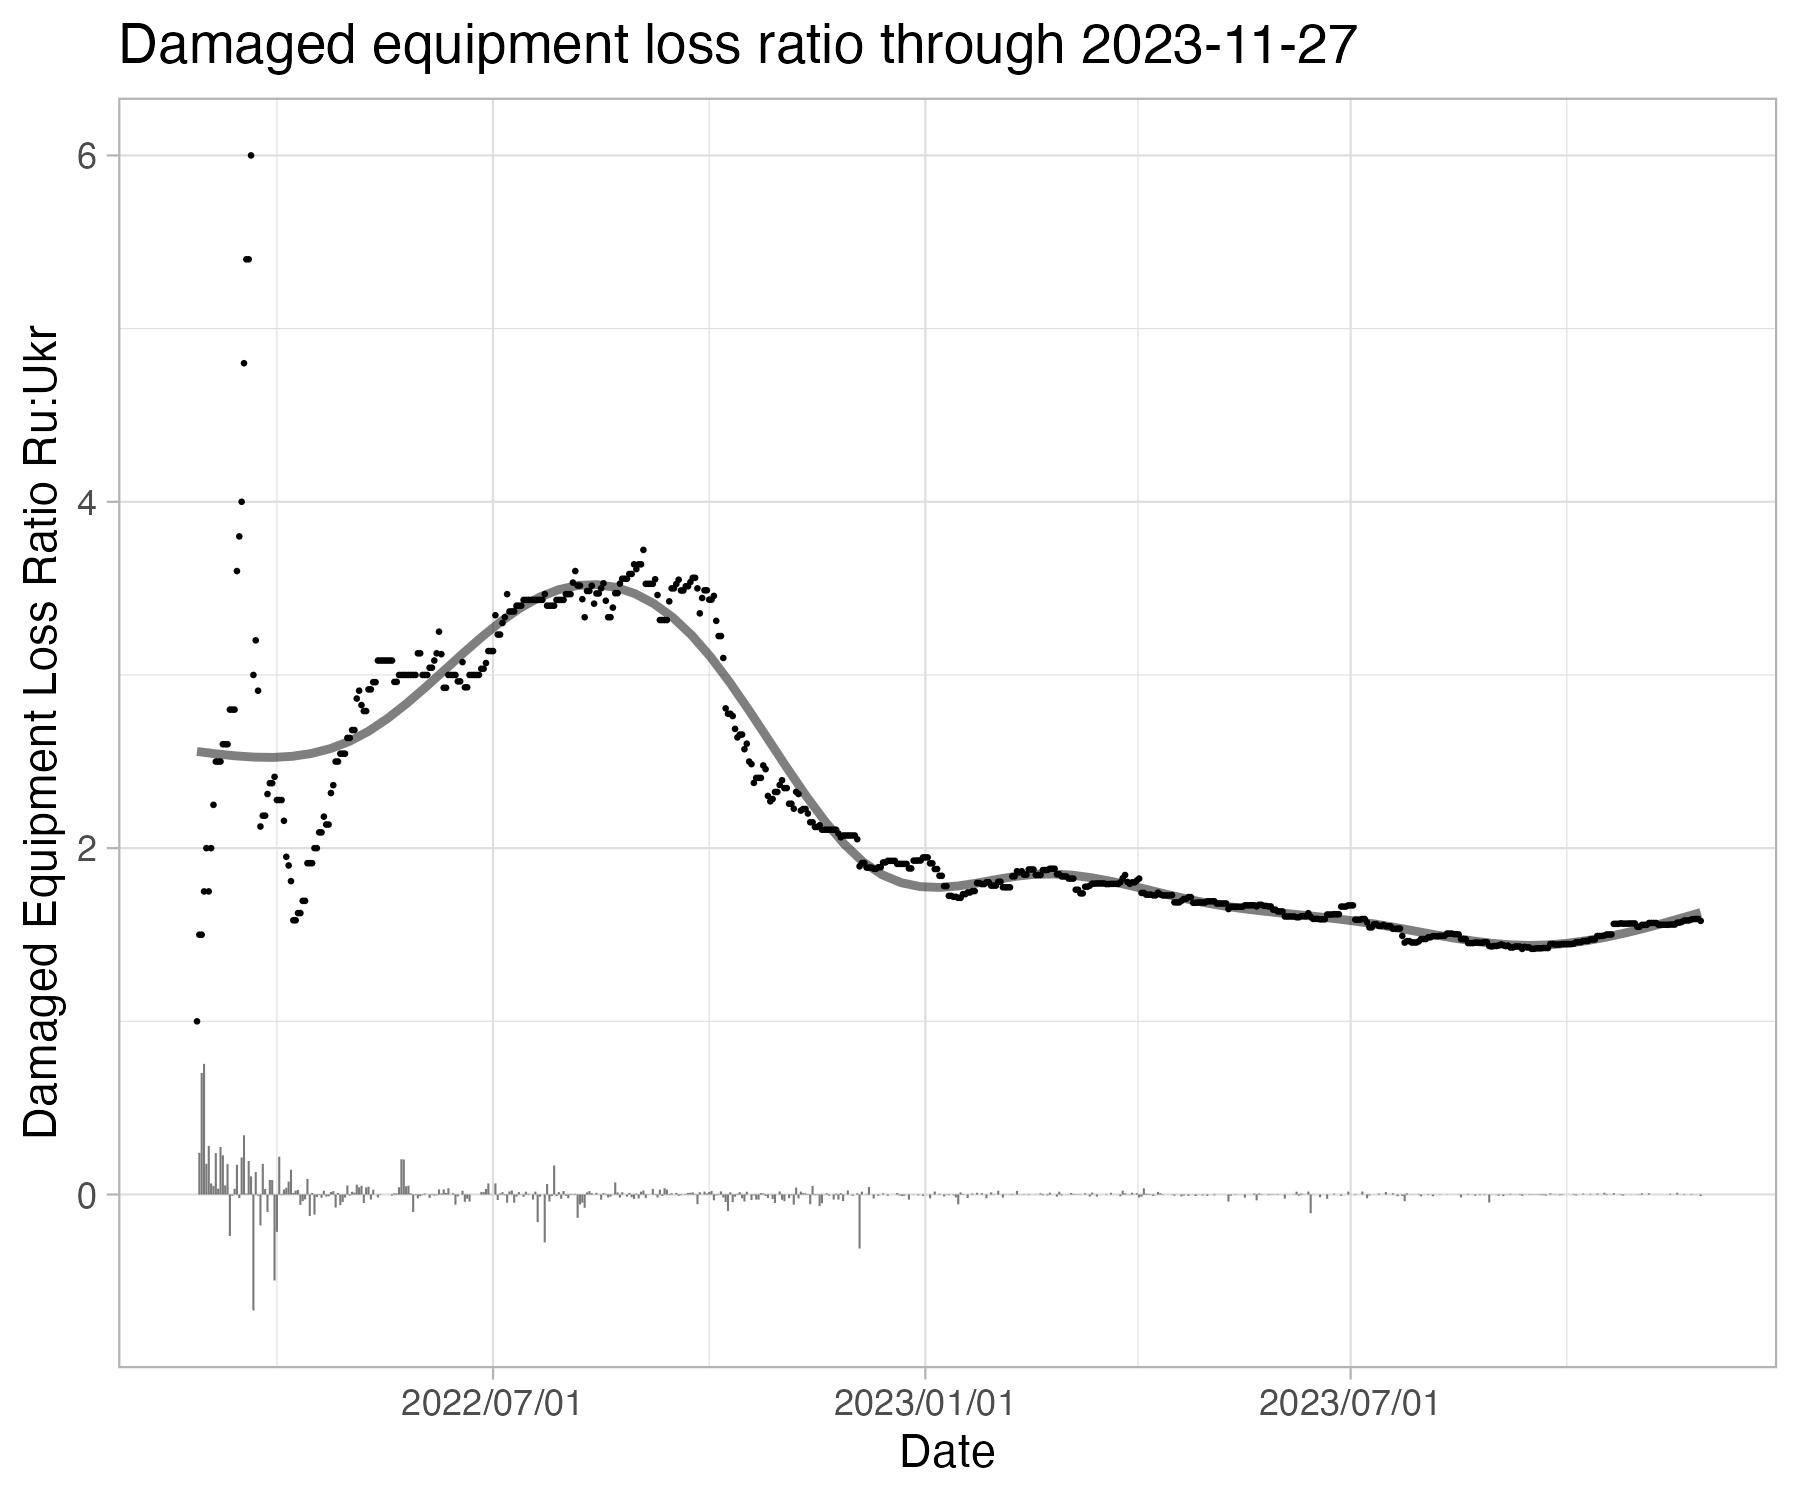 Damaged equipment loss ratio through 2023-11-27
Damaged Equipment Loss Ratio Ru:Ukr
6
4
2
0
2022/07/01
2023/01/01
2023/07/01
Date